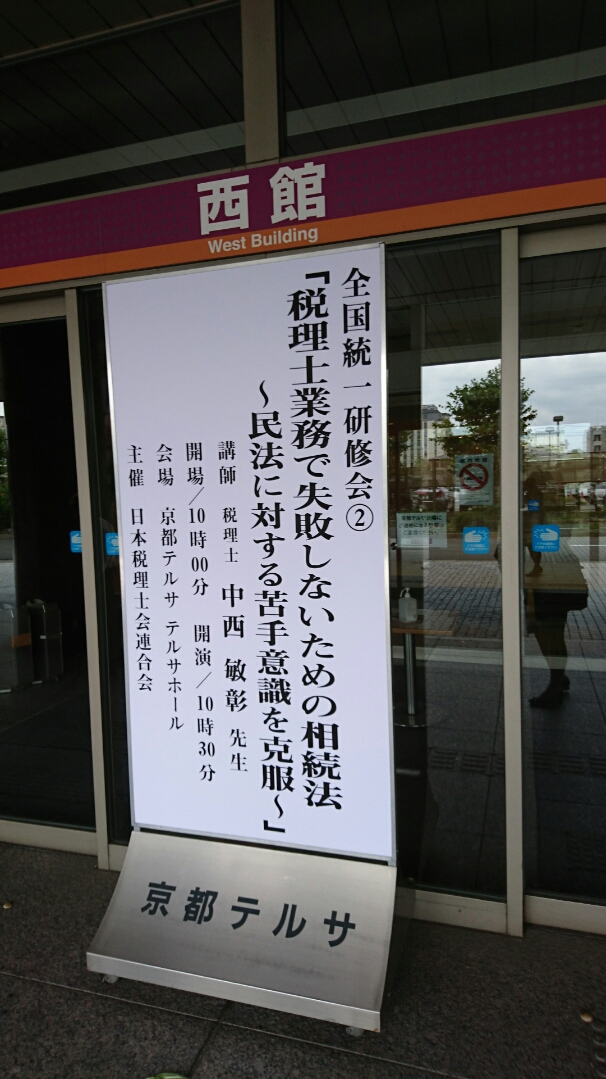 西館
West Building
全国統一研修会②
「税理士業務で失敗しないための相続法
～民法に対する苦手意識を克服～」
講師 税理士 中西 敏彰 先生
開場／10時00分 開演／10時30分
会場 京都テルサ テルサホール
主催 日本税理士会連合会
京都テルサ